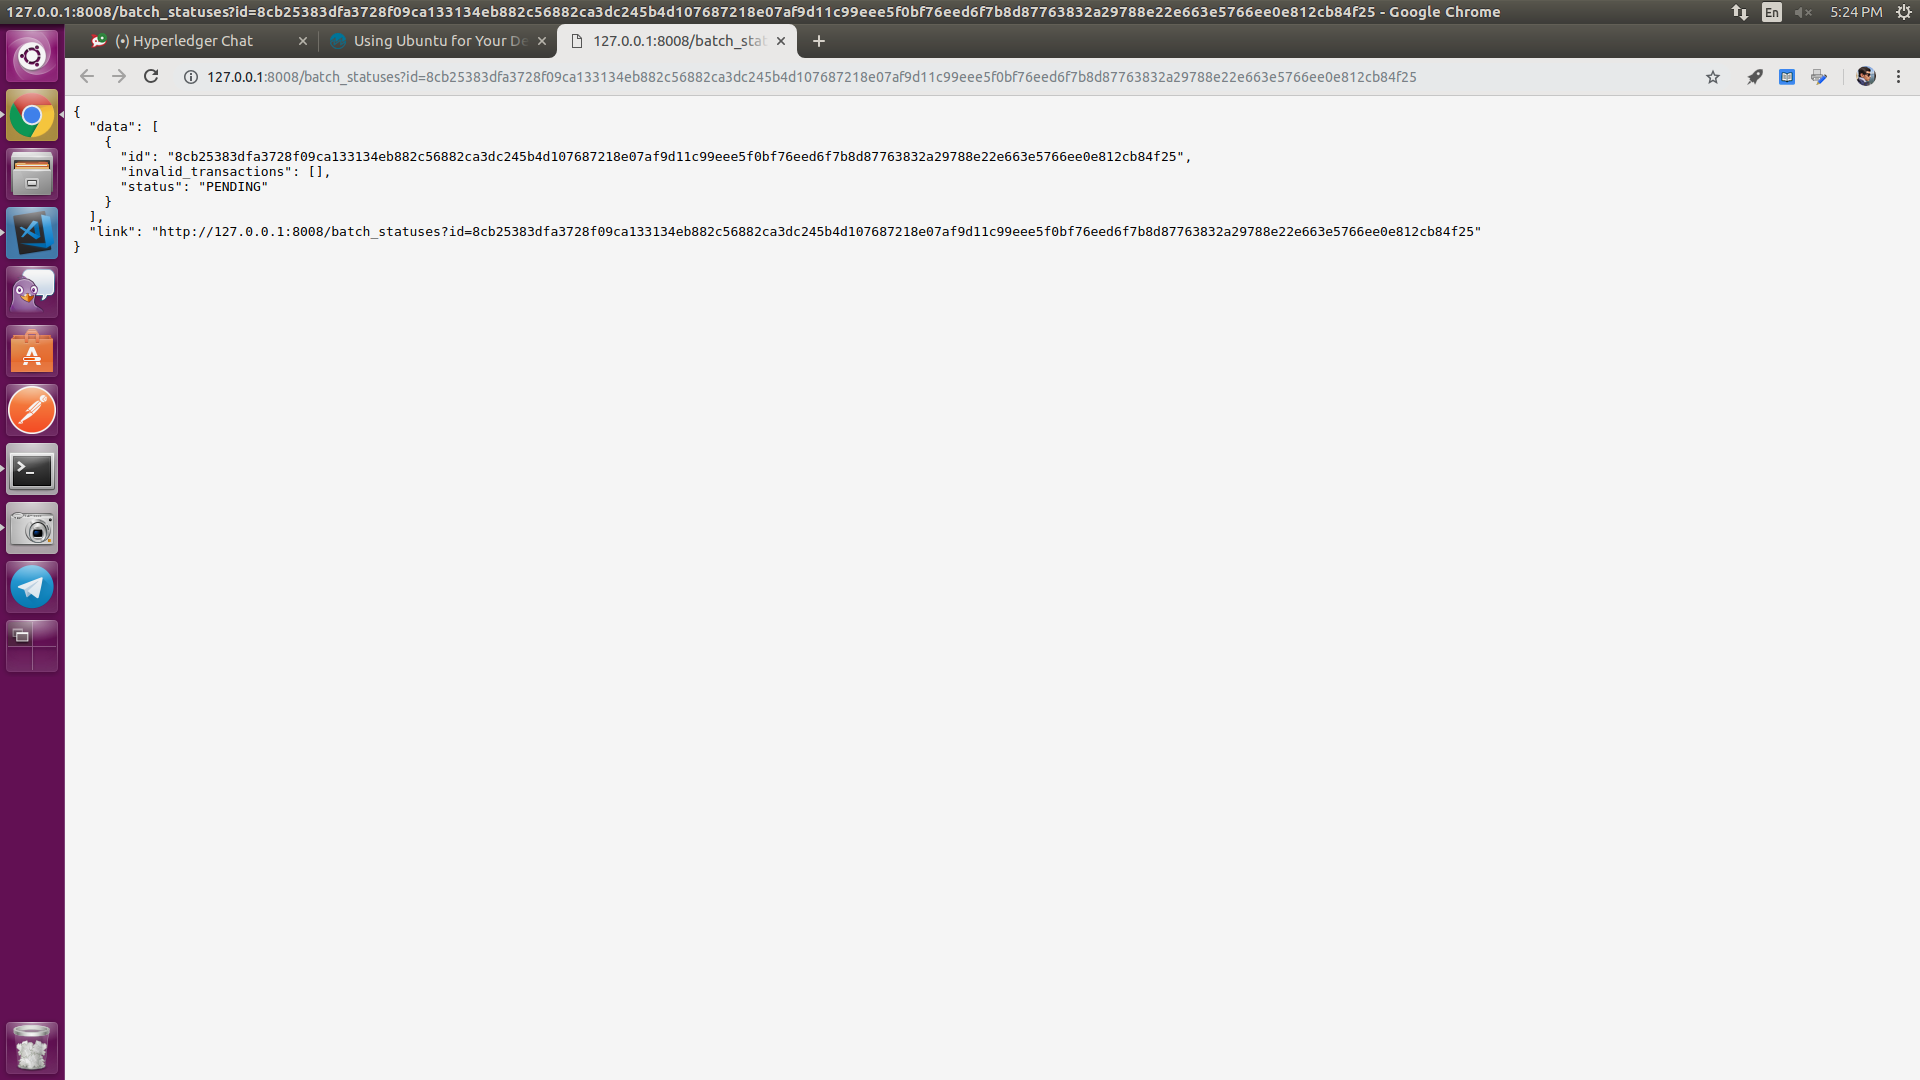 127.0.0.1:8008/batch_statuses?id=8cb25383dfa3728f09ca133134eb882c56882ca3dc245b4d107687218e07af9d11c99eee5f0bf76eed6f7b8d87763832a29788e22e663e5766ee0e812cb84f25 - Google Chrome
En
5:24 PM
(•) Hyperledger Chat
Using Ubuntu for Your De
127.0.0.1:8008/batch_stat
127.0.0.1:8008/batch_statuses?id=8cb25383dfa3728f09ca133134eb882c56882ca3dc245b4d107687218e07af9d11c99eee5f0bf76eed6f7b8d87763832a29788e22e663e5766ee0e812cb84f25
{
"data": [
{
"id": "8cb25383dfa3728f09ca133134eb882c56882ca3dc245b4d107687218e07af9d11c99eee5f0bf76eed6f7b8d87763832a29788e22e663e5766ee0e812cb84f25",
"invalid_transactions": [],
"status": "PENDING"
}
],
"link": "http://127.0.0.1:8008/batch_statuses?id=8cb25383dfa3728f09ca133134eb882c56882ca3dc245b4d107687218e07af9d11c99eee5f0bf76eed6f7b8d87763832a29788e22e663e5766ee0e812cb84f25"
}